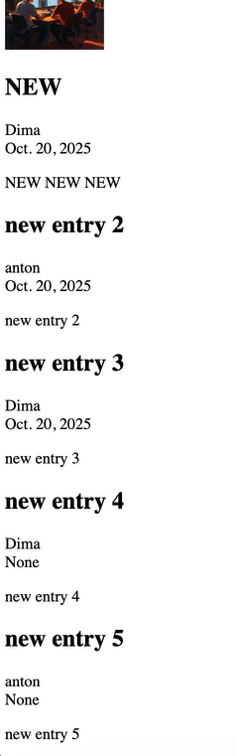 NEW
Dima
Oct. 20, 2025
NEW NEW NEW
new entry 2
anton
Oct. 20, 2025
new entry 2
new entry 3
Dima
Oct. 20, 2025
new entry 3
new entry 4
Dima
None
new entry 4
new entry 5
anton
None
new entry 5